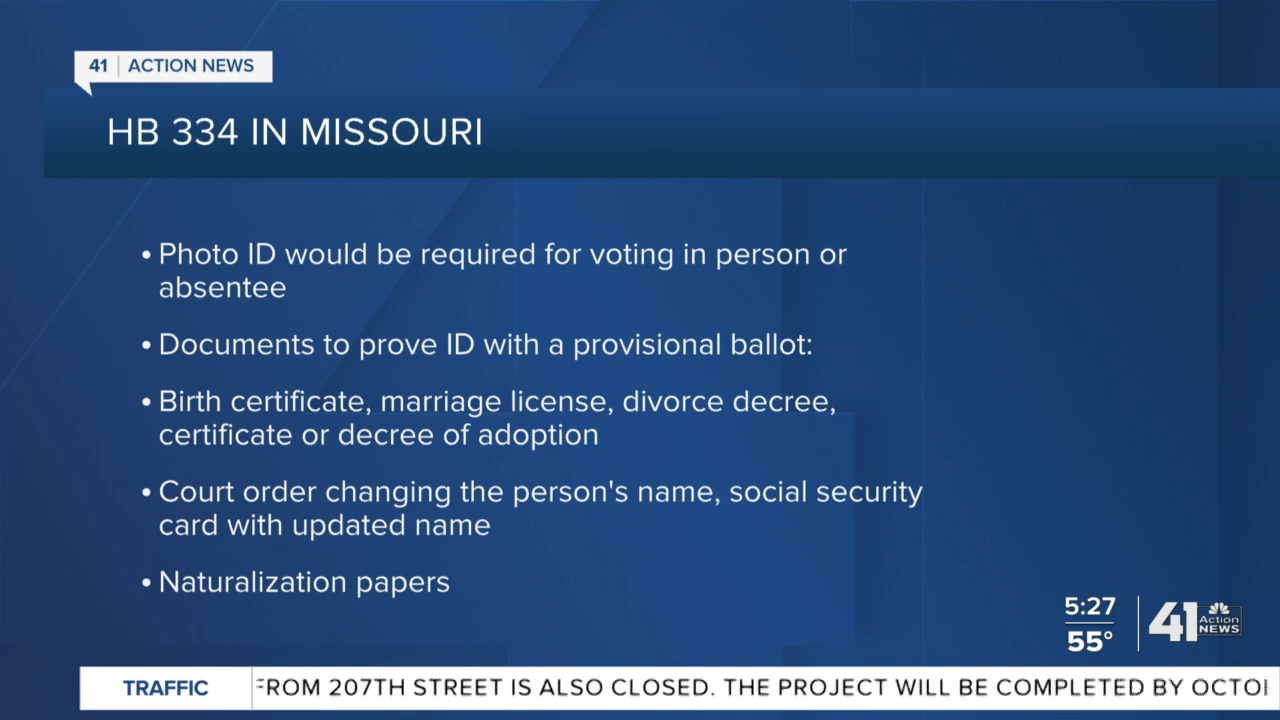 41 | ACTION NEWS
HB 334 IN MISSOURI
• Photo ID would be required for voting in person or
absentee
• Documents to prove ID with a provisional ballot:
• Birth certificate, marriage license, divorce decree,
certificate or decree of adoption
• Court order changing the person's name, social security
card with updated name
• Naturalization papers
5:27
55°
41 Action
NEWS
TRAFFIC FROM 207TH STREET IS ALSO CLOSED. THE PROJECT WILL BE COMPLETED BY